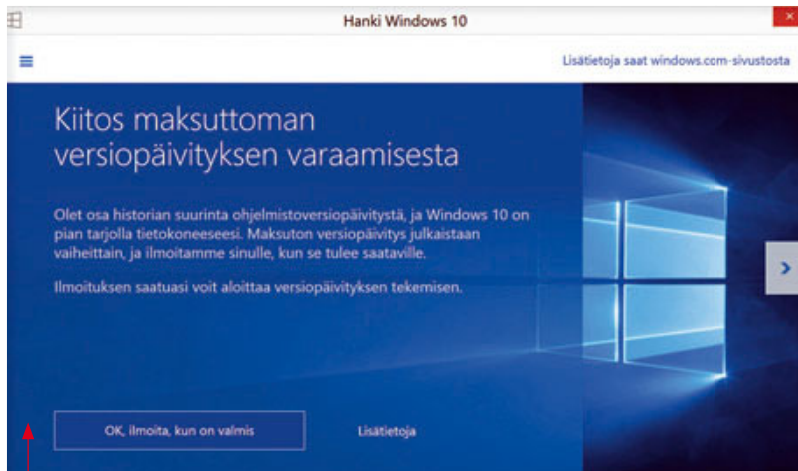 Hanki Windows 10
Lisätietoja saat windows.com-sivustosta
Kiitos maksuttoman
versiopäivityksen varaamisesta
Olet osa historian suurinta ohjelmistoversiopäivitystä, ja Windows 10 on
pian tarjolla tietokoneeseesi. Maksuton versiopäivitys julkaistaan
vaiheittain, ja ilmoitamme sinulle, kun se tulee saataville.
Ilmoituksen saatuasi voit aloittaa versiopäivityksen tekemisen.
OK, ilmoita, kun on valmis
Lisätietoja